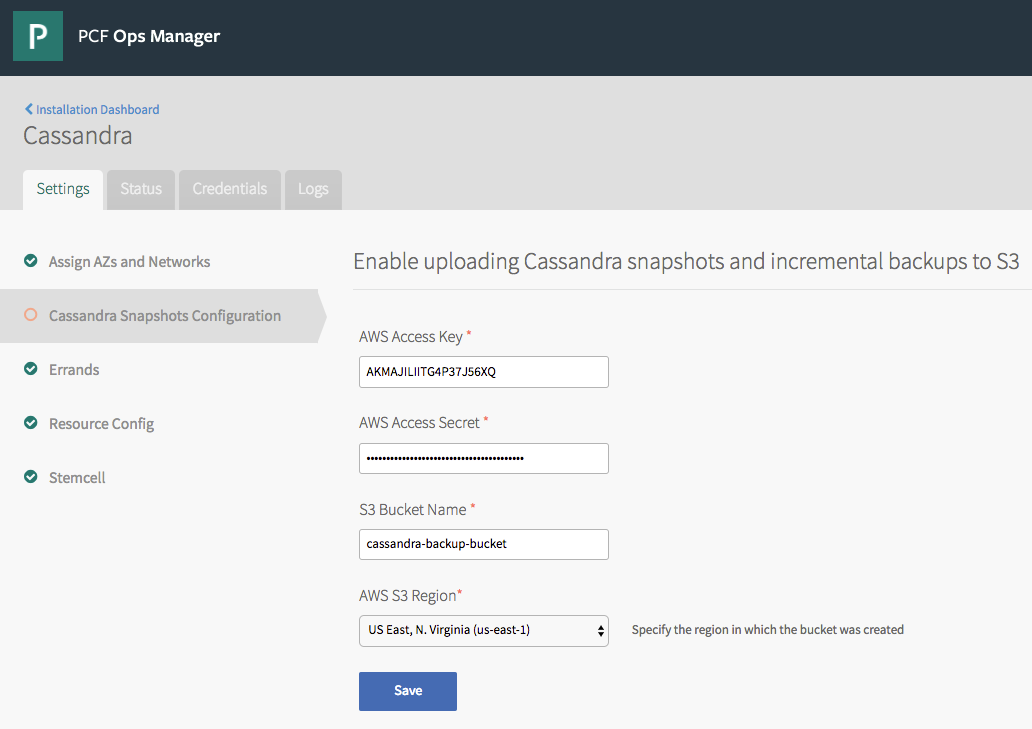 P PCF Ops Manager
Installation Dashboard
Cassandra
Settings Status Credentials Logs
Assign AZs and Networks
Cassandra Snapshots Configuration
Errands
Resource Config
Stemcell
Enable uploading Cassandra snapshots and incremental backups to S3
AWS Access Key *
AKMAJILIITG4P37J56XQ
AWS Access Secret *
S3 Bucket Name *
cassandra-backup-bucket
AWS S3 Region*
US East, N. Virginia (us-east-1) Specify the region in which the bucket was created
Save